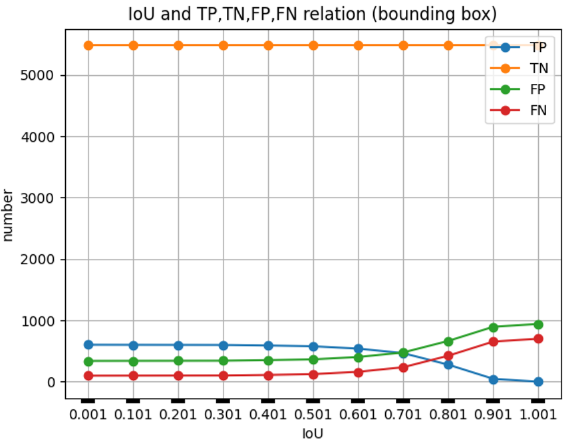 IoU and TP,TN,FP,FN relation (bounding box)
TP
TN
FP
FN
5000
4000
3000
2000
1000
0
number
0.001 0.101 0.201 0.301 0.401 0.501 0.601 0.701 0.801 0.901 1.001
IoU